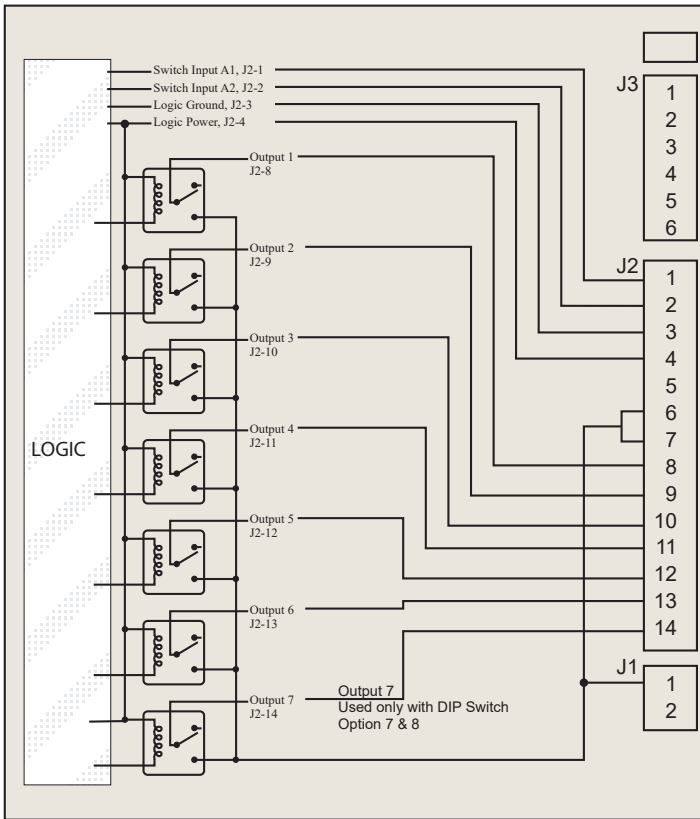 Switch Input A1, J2-1
Switch Input A2, J2-2
Logic Ground, J2-3
Logic Power, J2-4
Output 1
J2-8
Output 2
J2-9
Output 3
J2-10
Output 4
J2-11
Output 5
J2-12
Output 6
J2-13
Output 7
J2-14
LOGIC
Output 7
Used only with DIP Switch
Option 7 & 8
J3
1
2
3
4
5
6
J2
1
2
3
4
5
6
7
8
9
10
11
12
13
14
J1
1
2